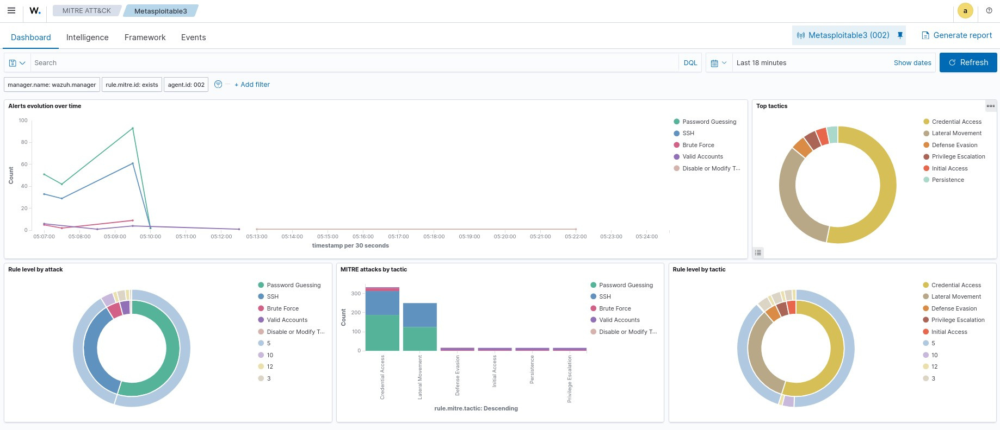 W. MITRE ATT&CK Metasploitable3 a
Dashboard Intelligence Framework Events Metasploitable3 (002) Generate report
Search DQL Last 18 minutes Show dates Refresh
manager.name: wazuh.manager rule.mitre.id: exists agent.id: 002 + Add filter
Alerts evolution over time
100
80
60
40
20
0
Count
05:07:00 05:08:00 05:09:00 05:10:00 05:11:00 05:12:00 05:13:00 05:14:00 05:15:00 05:16:00 05:17:00 05:18:00 05:19:00 05:20:00 05:21:00 05:22:00 05:23:00 05:24:00
timestamp per 30 seconds
Password Guessing
SSH
Brute Force
Valid Accounts
Disable or Modify T...
Top tactics
Credential Access
Lateral Movement
Defense Evasion
Privilege Escalation
Initial Access
Persistence
Rule level by attack
Password Guessing
SSH
Brute Force
Valid Accounts
Disable or Modify T...
5
10
12
3
MITRE attacks by tactic
300
200
100
0
Count
Credential Access
Lateral Movement
Defense Evasion
Initial Access
Persistence
Privilege Escalation
rule.mitre.tactic: Descending
Password Guessing
SSH
Brute Force
Valid Accounts
Disable or Modify T...
Rule level by tactic
Credential Access
Lateral Movement
Defense Evasion
Privilege Escalation
Initial Access
5
10
12
3